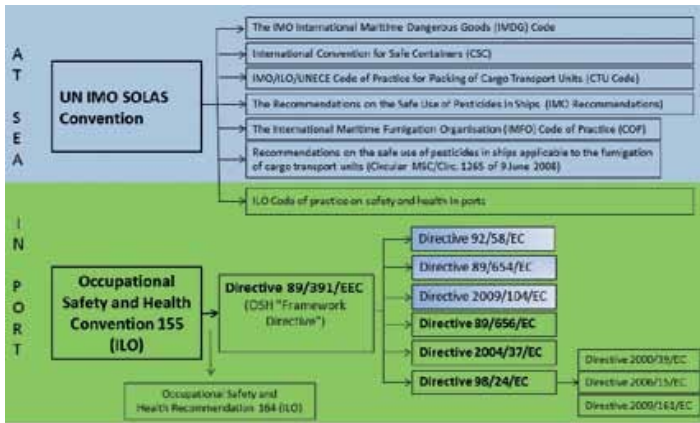 AT SEA
The IMO International Maritime Dangerous Goods (IMDG) Code
International Convention for Safe Containers (CSC)
IMO/ILO/UNECE Code of Practice for Packing of Cargo Transport Units (CTU Code)
UN IMO SOLAS
Convention
The Recommendations on the Safe Use of Pesticides in Ships (IMO Recommendations)
The International Maritime Fumigation Organisation (IMFO) Code of Practice (COP)
Recommendations on the safe use of pesticides in ships applicable to the fumigation
of cargo transport units (Circular MSC/Circ. 1265 of 9 June 2008)
ILO Code of practice on safety and health in ports
IN PORT
Occupational
Safety and Health
Convention 155
(ILO)
Directive 89/391/EEC
(OSH "Framework
Directive")
Directive 92/58/EC
Directive 89/654/EC
Directive 2009/104/EC
Directive 89/656/EC
Directive 2004/37/EC
Directive 98/24/EC
Directive 2000/39/EC
Directive 2006/15/EC
Directive 2009/161/EC
Occupational Safety and
Health Recommendation 164 (ILO)